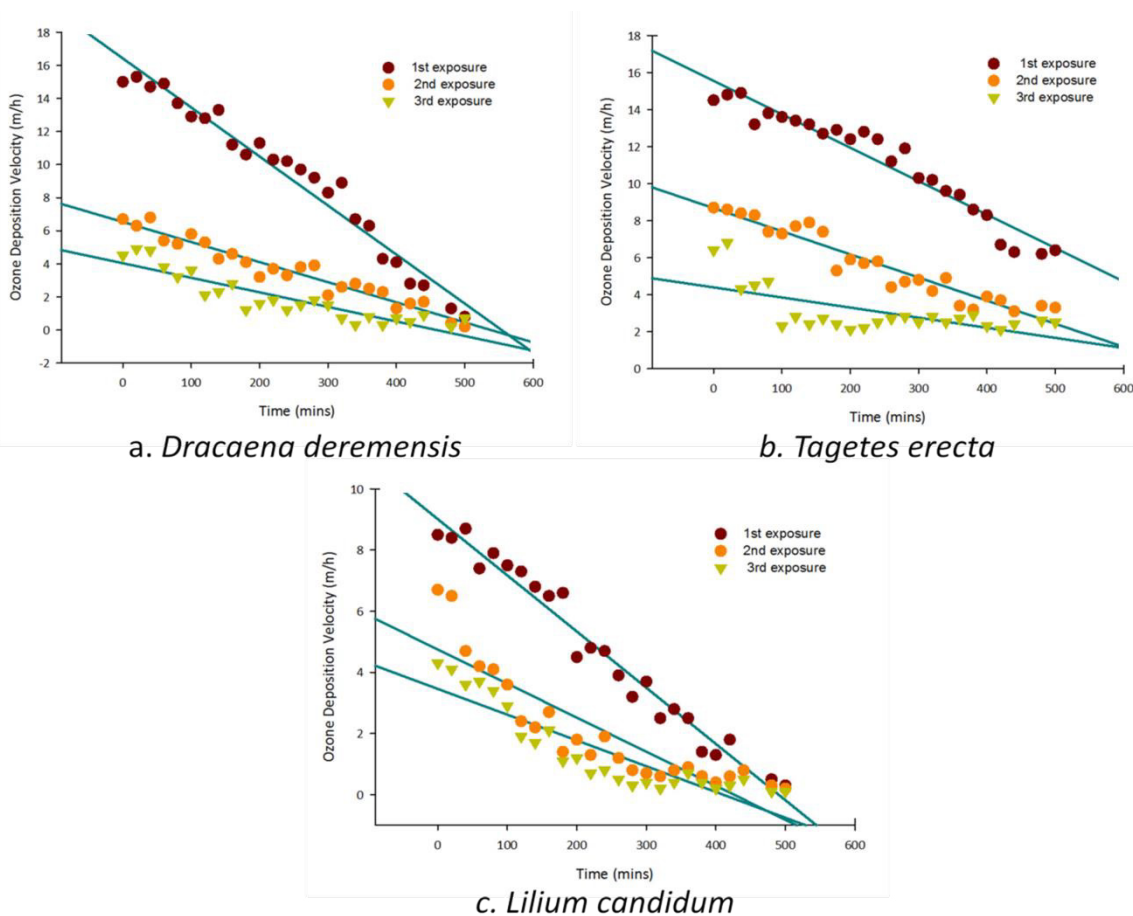 18
16
14
12
10
8
6
4
2
0
-2
Ozone Deposition Velocity (m/h)
1st exposure
2nd exposure
3rd exposure
0 100 200 300 400 500 600
Time (mins)
a. Dracaena deremensis
18
16
14
12
10
8
6
4
2
0
Ozone Deposition Velocity (m/h)
1st exposure
2nd exposure
3rd exposure
0 100 200 300 400 500 600
Time (mins)
b. Tagetes erecta
10
8
6
4
2
0
Ozone Deposition Velocity (m/h)
1st exposure
2nd exposure
3rd exposure
0 100 200 300 400 500 600
Time (mins)
c. Lilium candidum